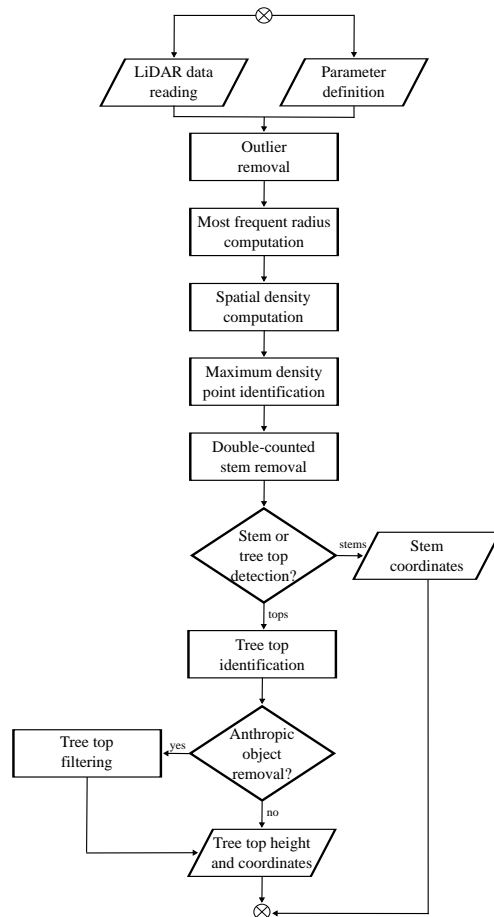 LiDAR data
reading
Parameter
definition
Outlier
removal
Most frequent radius
computation
Spatial density
computation
Maximum density
point identification
Double-counted
stem removal
Stem or
tree top
detection?
stems
Stem
coordinates
tops
Tree top
identification
Anthropic
object
removal?
yes
Tree top
filtering
no
Tree top height
and coordinates